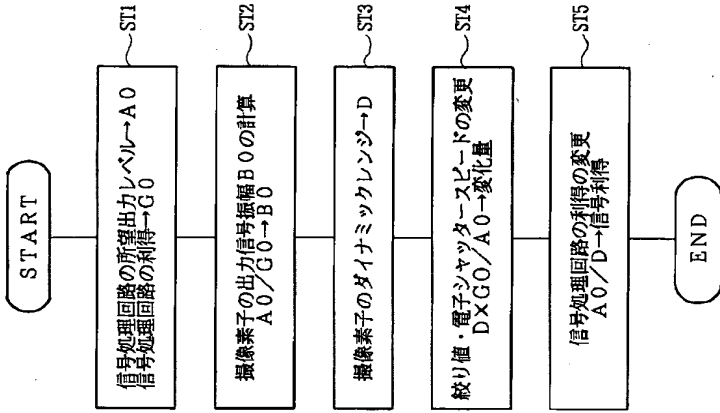 START
信号処理回路の所望出力レベル→A0
信号処理回路の利得→G0
ST1
撮像素子の出力信号振幅B0の計算
A0/G0→B0
ST2
撮像素子のダイナミックレンジ→D
ST3
絞り値・電子シャッタースピードの変更
D×G0/A0→変化量
ST4
信号処理回路の利得の変更
A0/D→信号利得
ST5
END